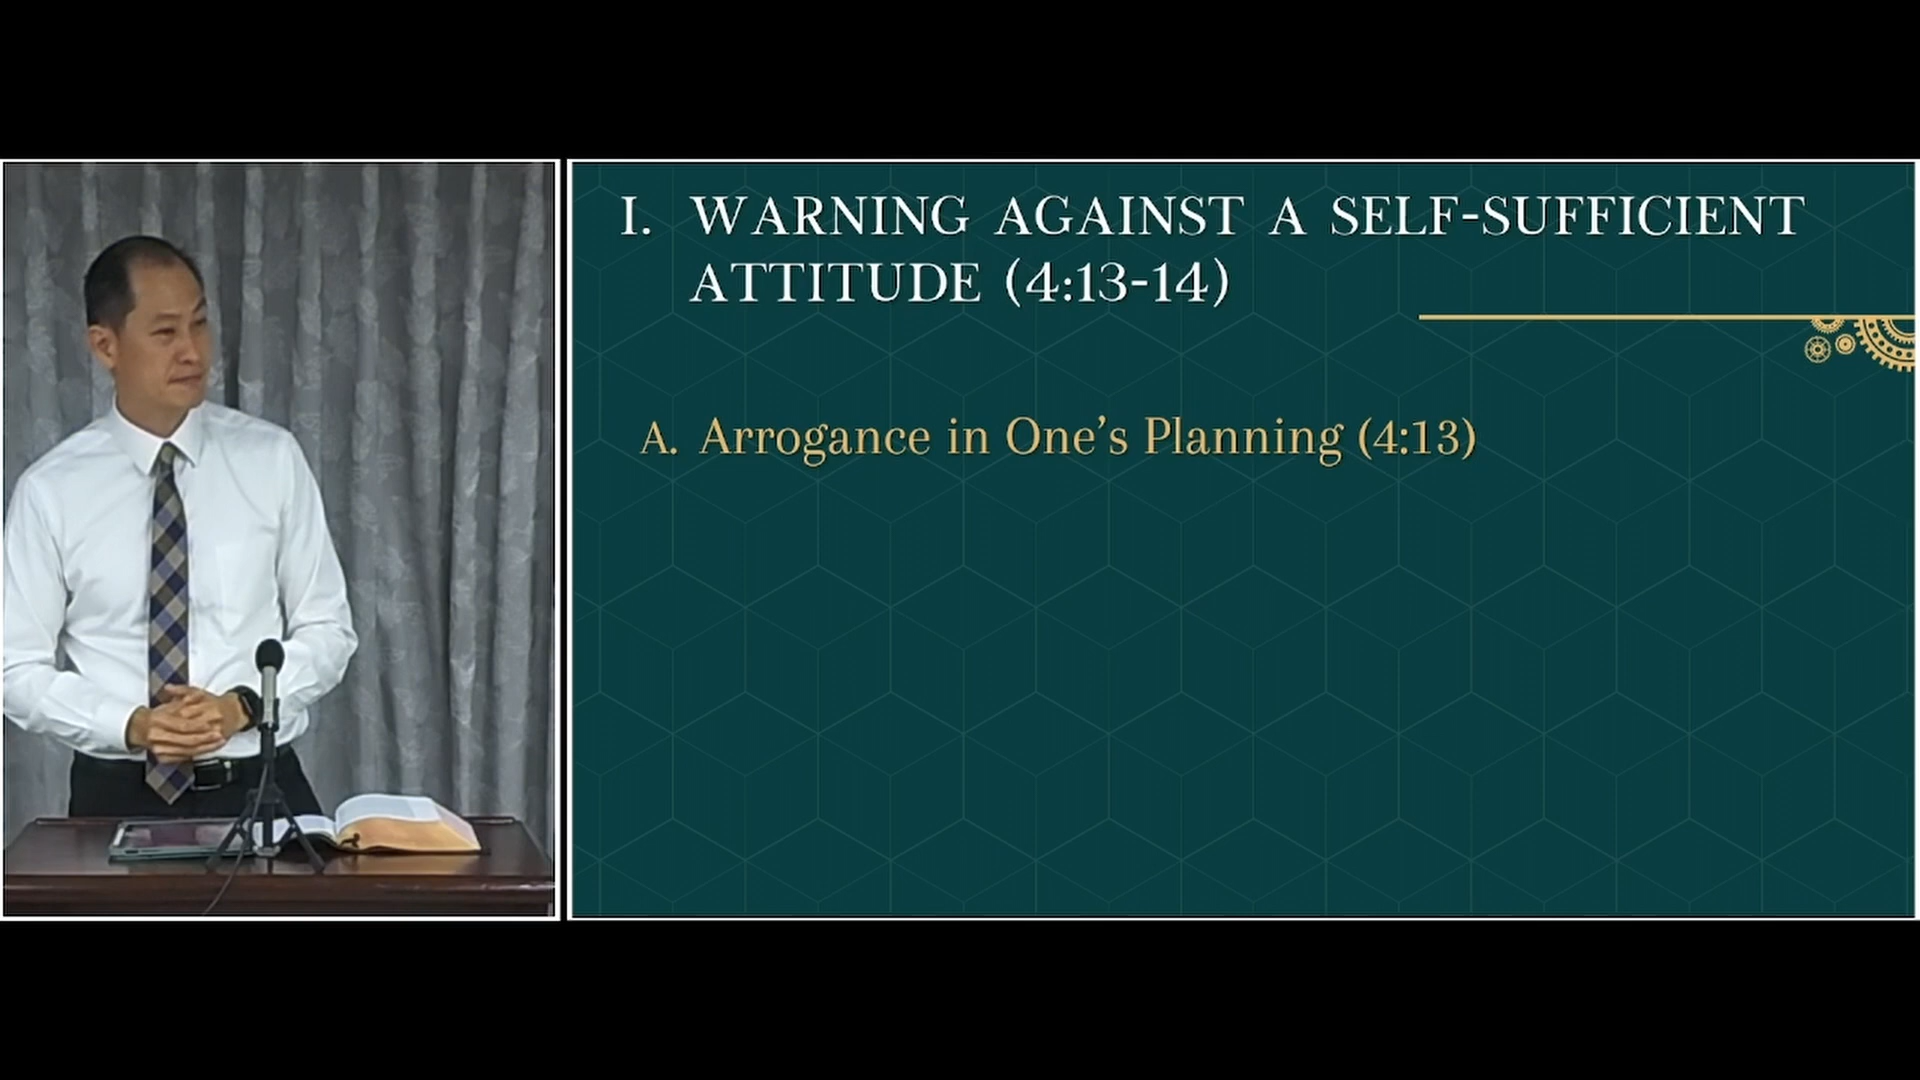 I. WARNING AGAINST A SELF-SUFFICIENT
ATTITUDE (4:13-14)
A. Arrogance in One’s Planning (4:13)